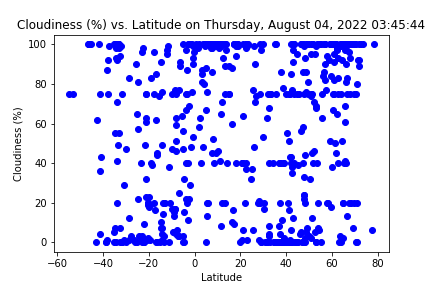 Cloudiness (%) vs. Latitude on Thursday, August 04, 2022 03:45:44
100
80
60
40
20
0
Cloudiness (%)
−60 −40 −20 0 20 40 60 80
Latitude